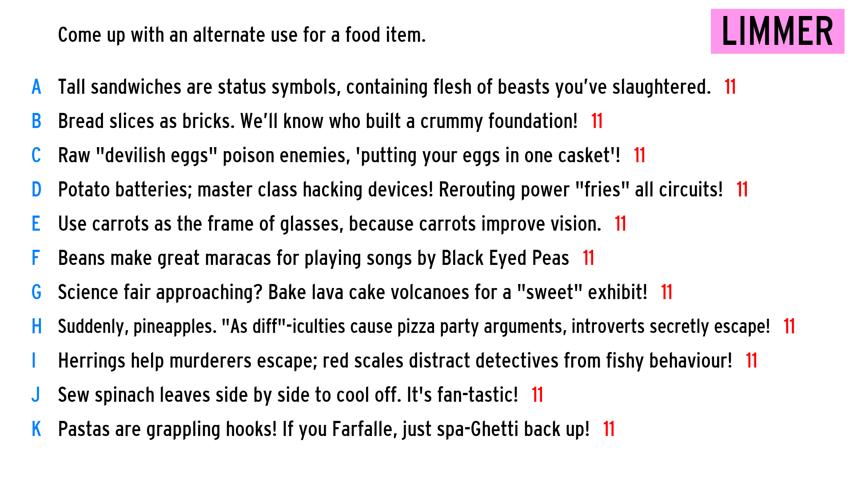 Come up with an alternate use for a food item.
LIMMER
A Tall sandwiches are status symbols, containing flesh of beasts you've slaughtered. 11
B Bread slices as bricks. We'll know who built a crummy foundation! 11
C Raw "devilish eggs" poison enemies, 'putting your eggs in one casket'! 11
D Potato batteries; master class hacking devices! Rerouting power "fries" all circuits! 11
E Use carrots as the frame of glasses, because carrots improve vision. 11
F Beans make great maracas for playing songs by Black Eyed Peas 11
G Science fair approaching? Bake lava cake volcanoes for a "sweet" exhibit! 11
H Suddenly, pineapples. "As diff"-iculties cause pizza party arguments, introverts secretly escape! 11
I Herrings help murderers escape; red scales distract detectives from fishy behaviour! 11
J Sew spinach leaves side by side to cool off. It's fan-tastic! 11
K Pastas are grappling hooks! If you Farfalle, just spa-Ghetti back up! 11